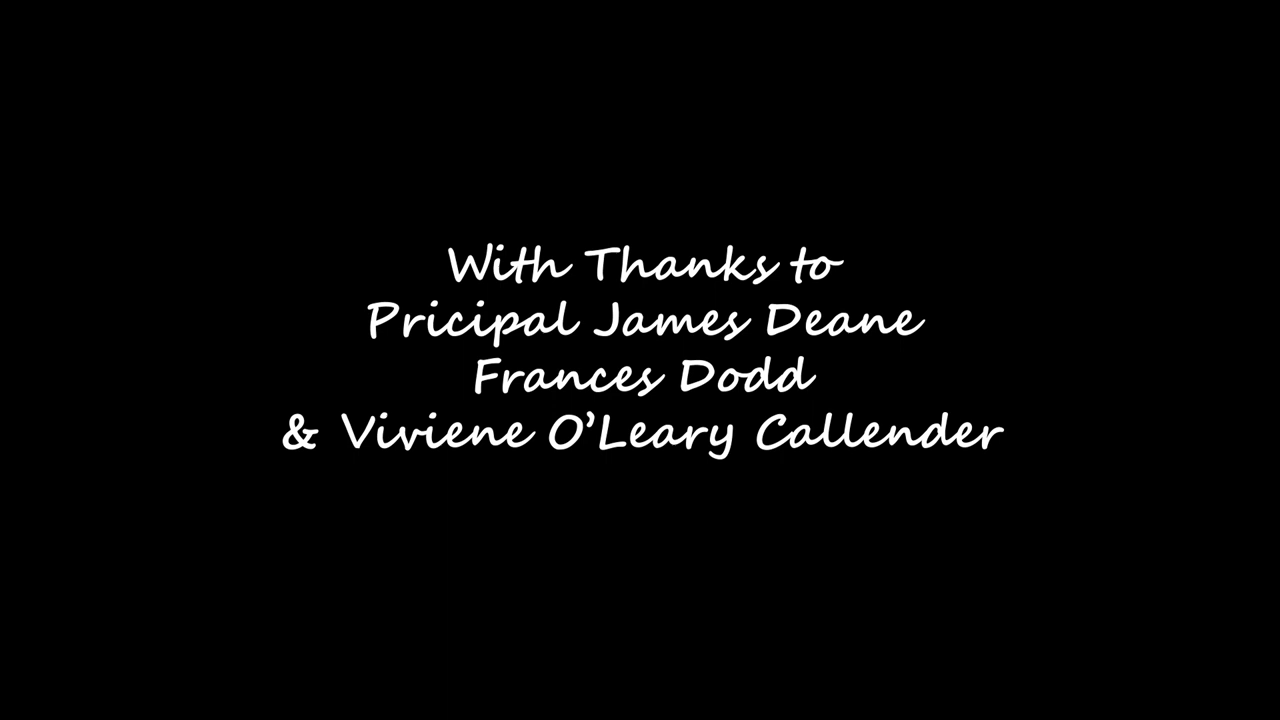 With Thanks to
Pricipal James Deane
Frances Dodd
& Viviene O’Leary Callender